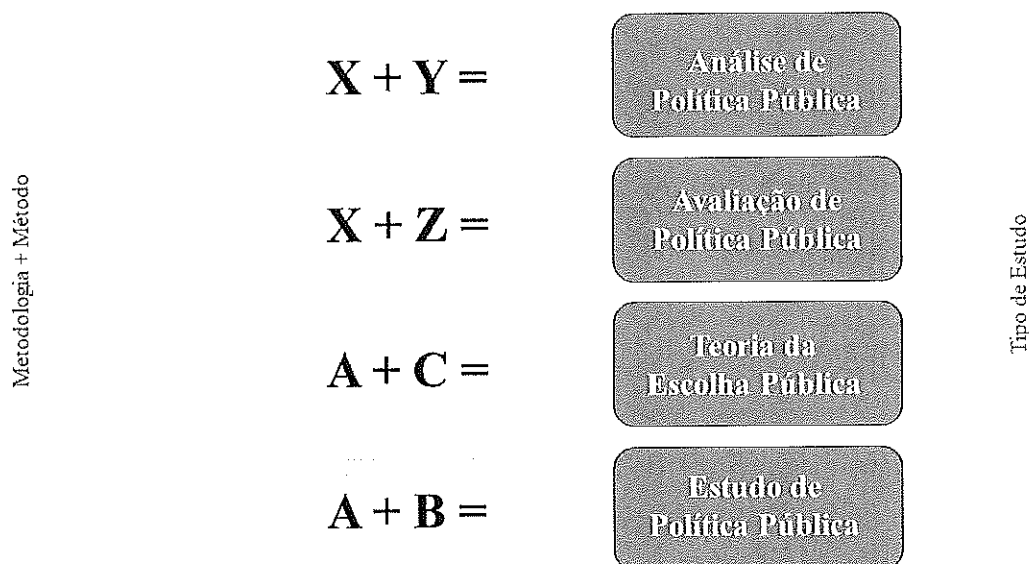 Metodologia + Método
X + Y =
Análise de
Política Pública
X + Z =
Avaliação de
Política Pública
A + C =
Teoria da
Escolha Pública
A + B =
Estudo de
Política Pública
Tipo de Estudo